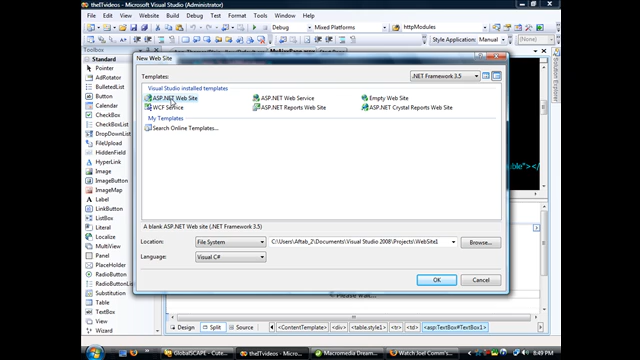 theITvideos - Microsoft Visual Studio (Administrator)
File Edit View Website Build Debug
Window Community Help
Debug Mixed Platforms httpModules
Style Application: Manual
Toolbox
Standard
Pointer
AdRotator
BulletedList
Button
Calendar
CheckBox
CheckBoxList
DropDownList
FileUpload
HiddenField
HyperLink
Image
ImageButton
ImageMap
Label
LinkButton
ListBox
Literal
Localize
MultiView
Panel
PlaceHolder
RadioButton
RadioButtonList
Substitution
Table
TextBox
View
Wizard
New Web Site
Templates:
.NET Framework 3.5
Visual Studio installed templates
ASP.NET Web Site
ASP.NET Web Service
Empty Web Site
WCF Service
ASP.NET Reports Web Site
ASP.NET Crystal Reports Web Site
My Templates
Search Online Templates...
A blank ASP.NET Web site (.NET Framework 3.5)
Location:
File System
C:\Users\Aftab_2\Documents\Visual Studio 2008\Projects\WebSite1
Browse...
Language:
Visual C#
OK
Cancel
Solution Explorer
Please wait...
Design
Split
Source
<ContentTemplate>
<div>
<table.style1>
<tr>
<td>
<asp:TextBox#TextBox1>
GlobalSCAPE - Cute...
theITvideos - Micros...
Macromedia Dream...
Watch Joel Comm's...
8:49 PM